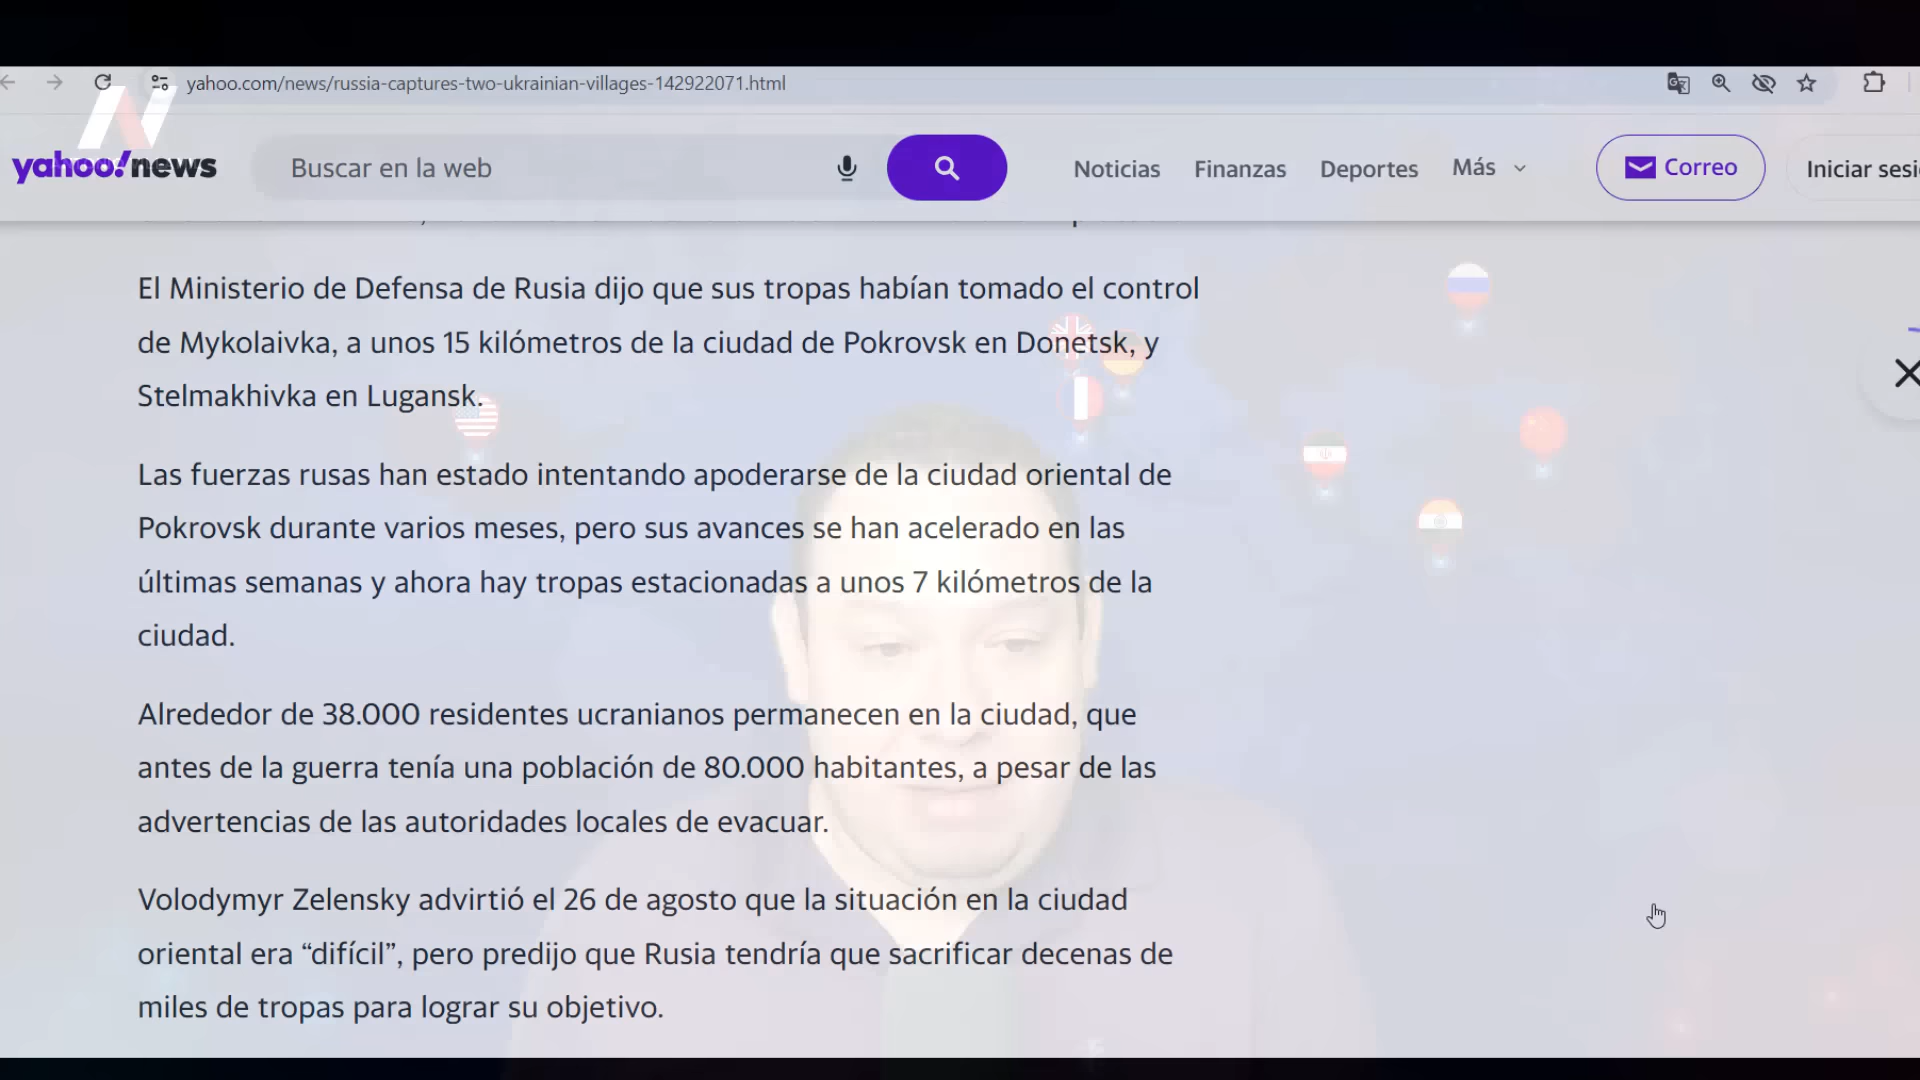 yahoo.com/news/russia-captures-two-ukrainian-villages-142922071.html
yahoo!news
Buscar en la web
Noticias
Finanzas
Deportes
Más
Correo
Iniciar
El Ministerio de Defensa de Rusia dijo que sus tropas habían tomado el control
de Mykolaivka, a unos 15 kilómetros de la ciudad de Pokrovsk en Donetsk, y
Stelmakhivka en Lugansk.
Las fuerzas rusas han estado intentando apoderarse de la ciudad oriental de
Pokrovsk durante varios meses, pero sus avances se han acelerado en las
últimas semanas y ahora hay tropas estacionadas a unos 7 kilómetros de la
ciudad.
Alrededor de 38.000 residentes ucranianos permanecen en la ciudad, que
antes de la guerra tenía una población de 80.000 habitantes, a pesar de las
advertencias de las autoridades locales de evacuar.
Volodymyr Zelensky advirtió el 26 de agosto que la situación en la ciudad
oriental era “difícil”, pero predijo que Rusia tendría que sacrificar decenas de
miles de tropas para lograr su objetivo.